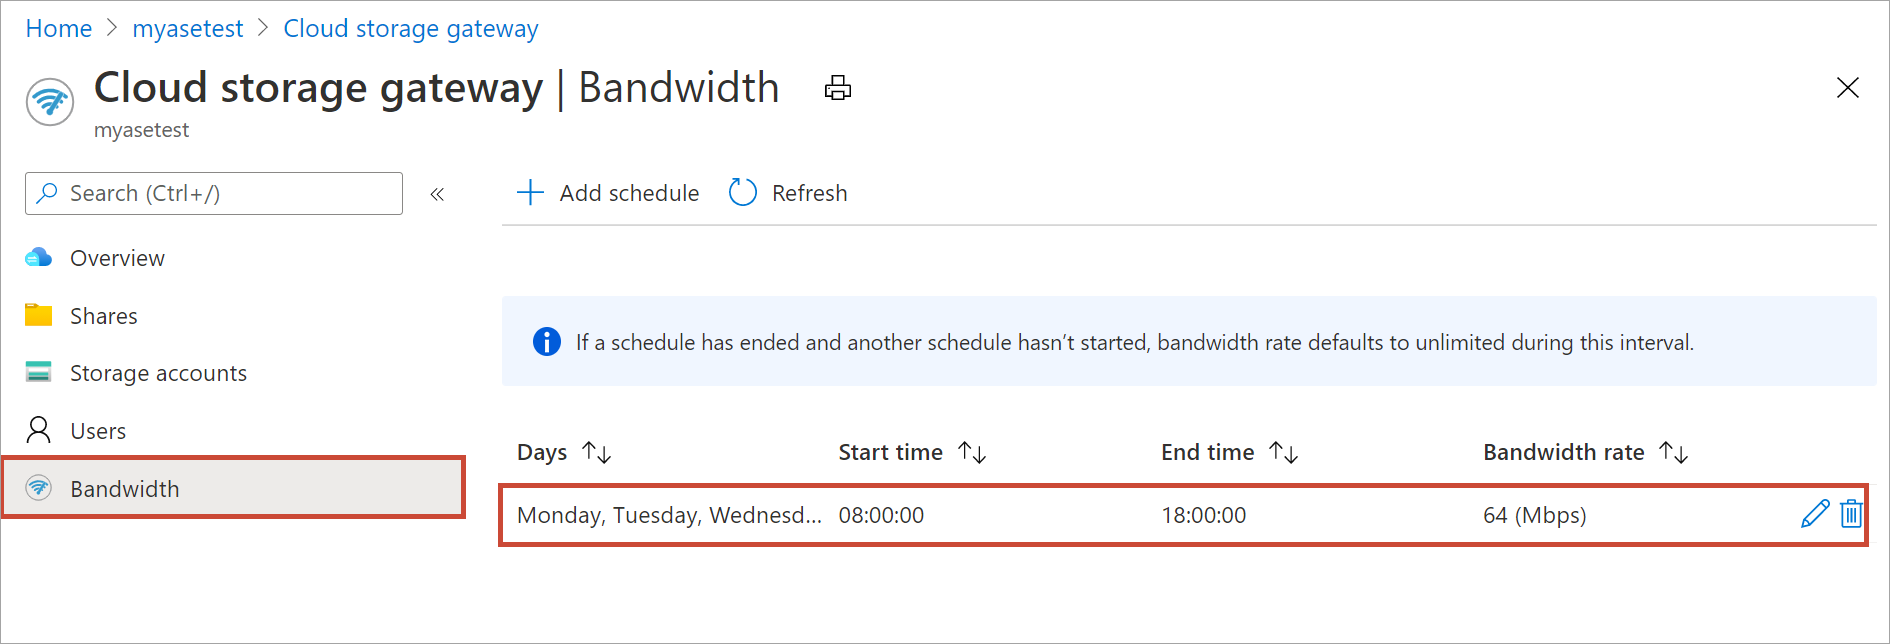 Home > myasetest > Cloud storage gateway
Cloud storage gateway | Bandwidth
myasetest
Search (Ctrl+/)
«
Add schedule
Refresh
Overview
Shares
Storage accounts
Users
Bandwidth
If a schedule has ended and another schedule hasn’t started, bandwidth rate defaults to unlimited during this interval.
Days ↑↓ Start time ↑↓ End time ↑↓ Bandwidth rate ↑↓
Monday, Tuesday, Wednesd... 08:00:00 18:00:00 64 (Mbps)